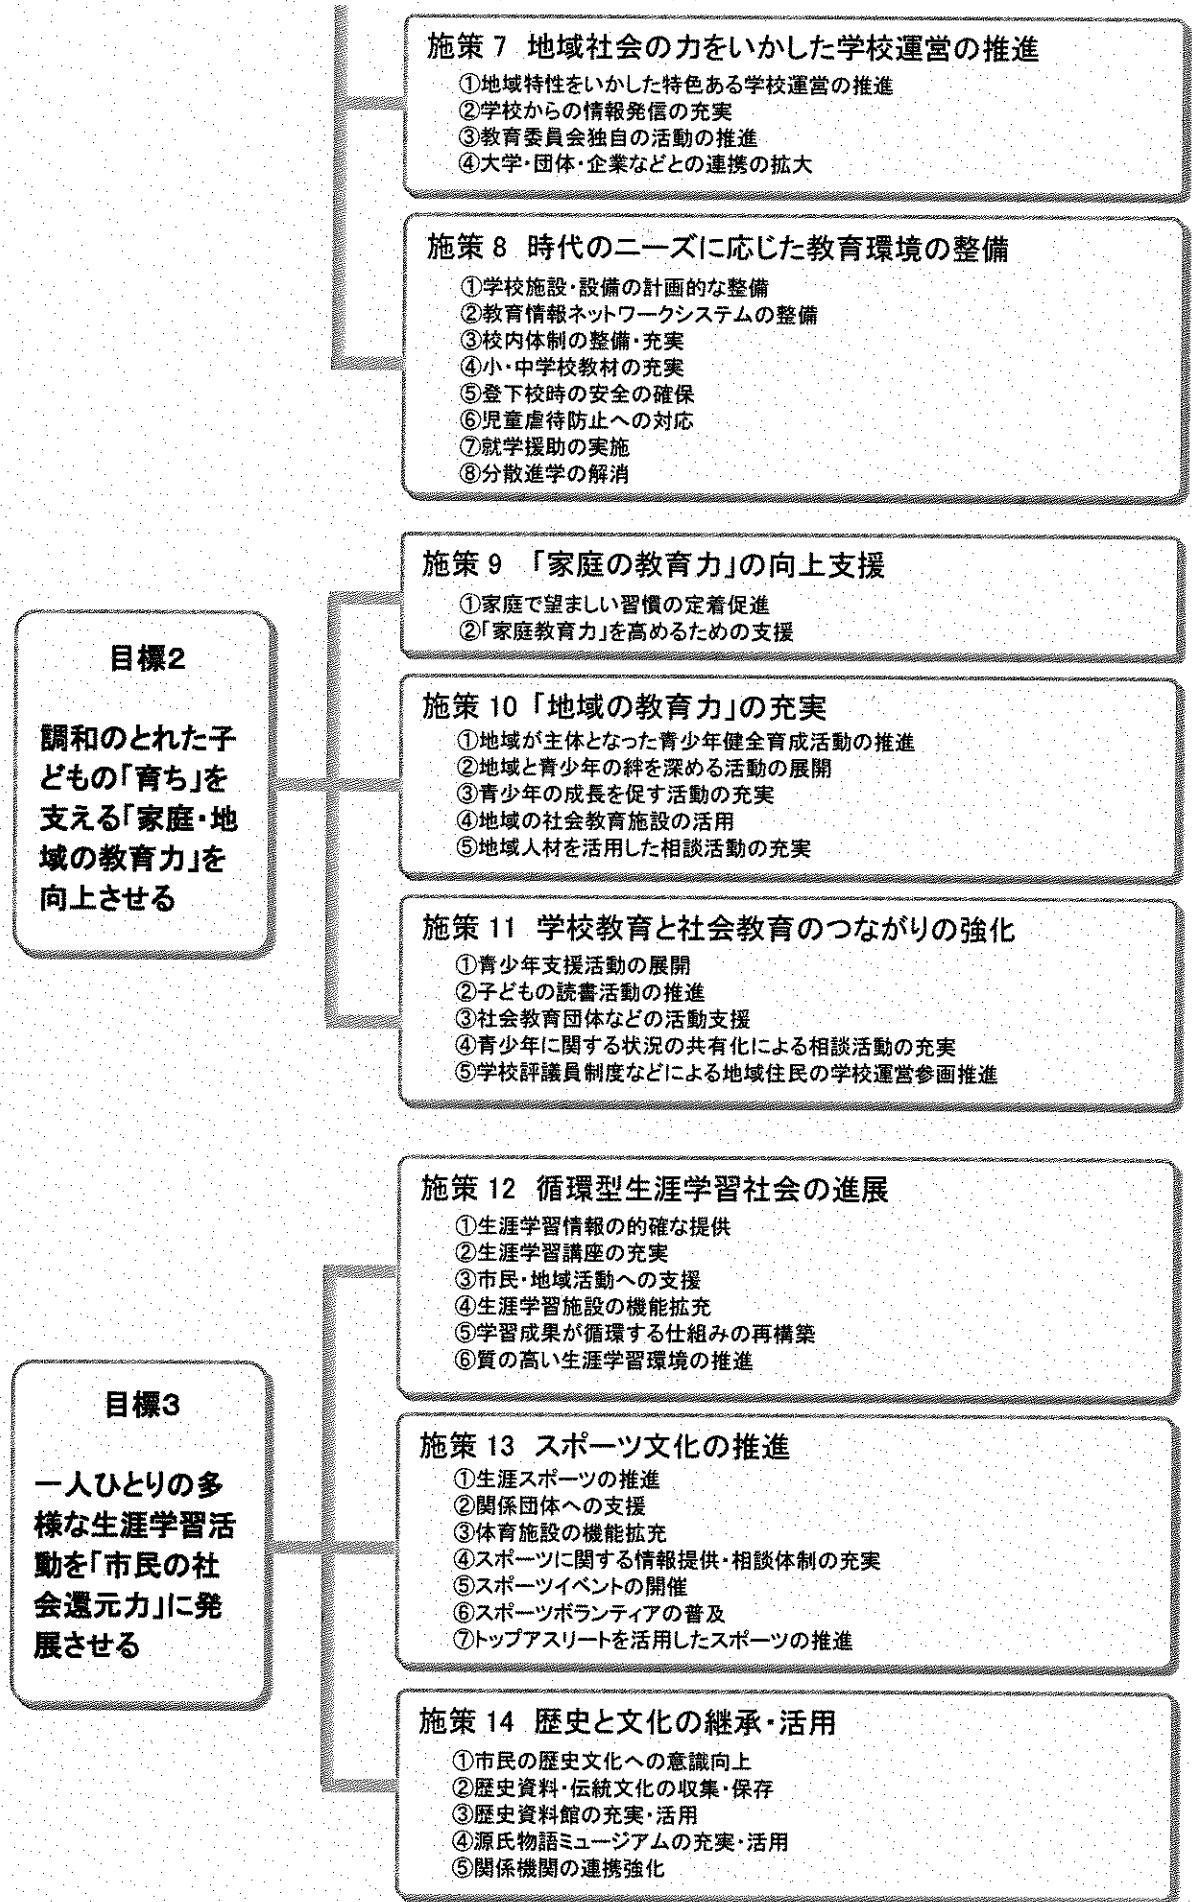 施策 7 地域社会の力をいかした学校運営の推進
①地域特性をいかした特色ある学校運営の推進
②学校からの情報発信の充実
③教育委員会独自の活動の推進
④大学・団体・企業などとの連携の拡大
施策 8 時代のニーズに応じた教育環境の整備
①学校施設・設備の計画的な整備
②教育情報ネットワークシステムの整備
③校内体制の整備・充実
④小・中学校教材の充実
⑤登下校時の安全の確保
⑥児童虐待防止への対応
⑦就学援助の実施
⑧分散進学の解消
目標2
調和のとれた子
どもの「育ち」を
支える「家庭・地
域の教育力」を
向上させる
施策 9 「家庭の教育力」の向上支援
①家庭で望ましい習慣の定着促進
②「家庭教育力」を高めるための支援
施策 10 「地域の教育力」の充実
①地域が主体となった青少年健全育成活動の推進
②地域と青少年の絆を深める活動の展開
③青少年の成長を促す活動の充実
④地域の社会教育施設の活用
⑤地域人材を活用した相談活動の充実
施策 11 学校教育と社会教育のつながりの強化
①青少年支援活動の展開
②子どもの読書活動の推進
③社会教育団体などの活動支援
④青少年に関する状況の共有化による相談活動の充実
⑤学校評議員制度などによる地域住民の学校運営参画推進
目標3
一人ひとりの多
様な生涯学習活
動を「市民の社
会還元力」に発
展させる
施策 12 循環型生涯学習社会の進展
①生涯学習情報の的確な提供
②生涯学習講座の充実
③市民・地域活動への支援
④生涯学習施設の機能拡充
⑤学習成果が循環する仕組みの再構築
⑥質の高い生涯学習環境の推進
施策 13 スポーツ文化の推進
①生涯スポーツの推進
②関係団体への支援
③体育施設の機能拡充
④スポーツに関する情報提供・相談体制の充実
⑤スポーツイベントの開催
⑥スポーツボランティアの普及
⑦トップアスリートを活用したスポーツの推進
施策 14 歴史と文化の継承・活用
①市民の歴史文化への意識向上
②歴史資料・伝統文化の収集・保存
③歴史資料館の充実・活用
④源氏物語ミュージアムの充実・活用
⑤関係機関の連携強化